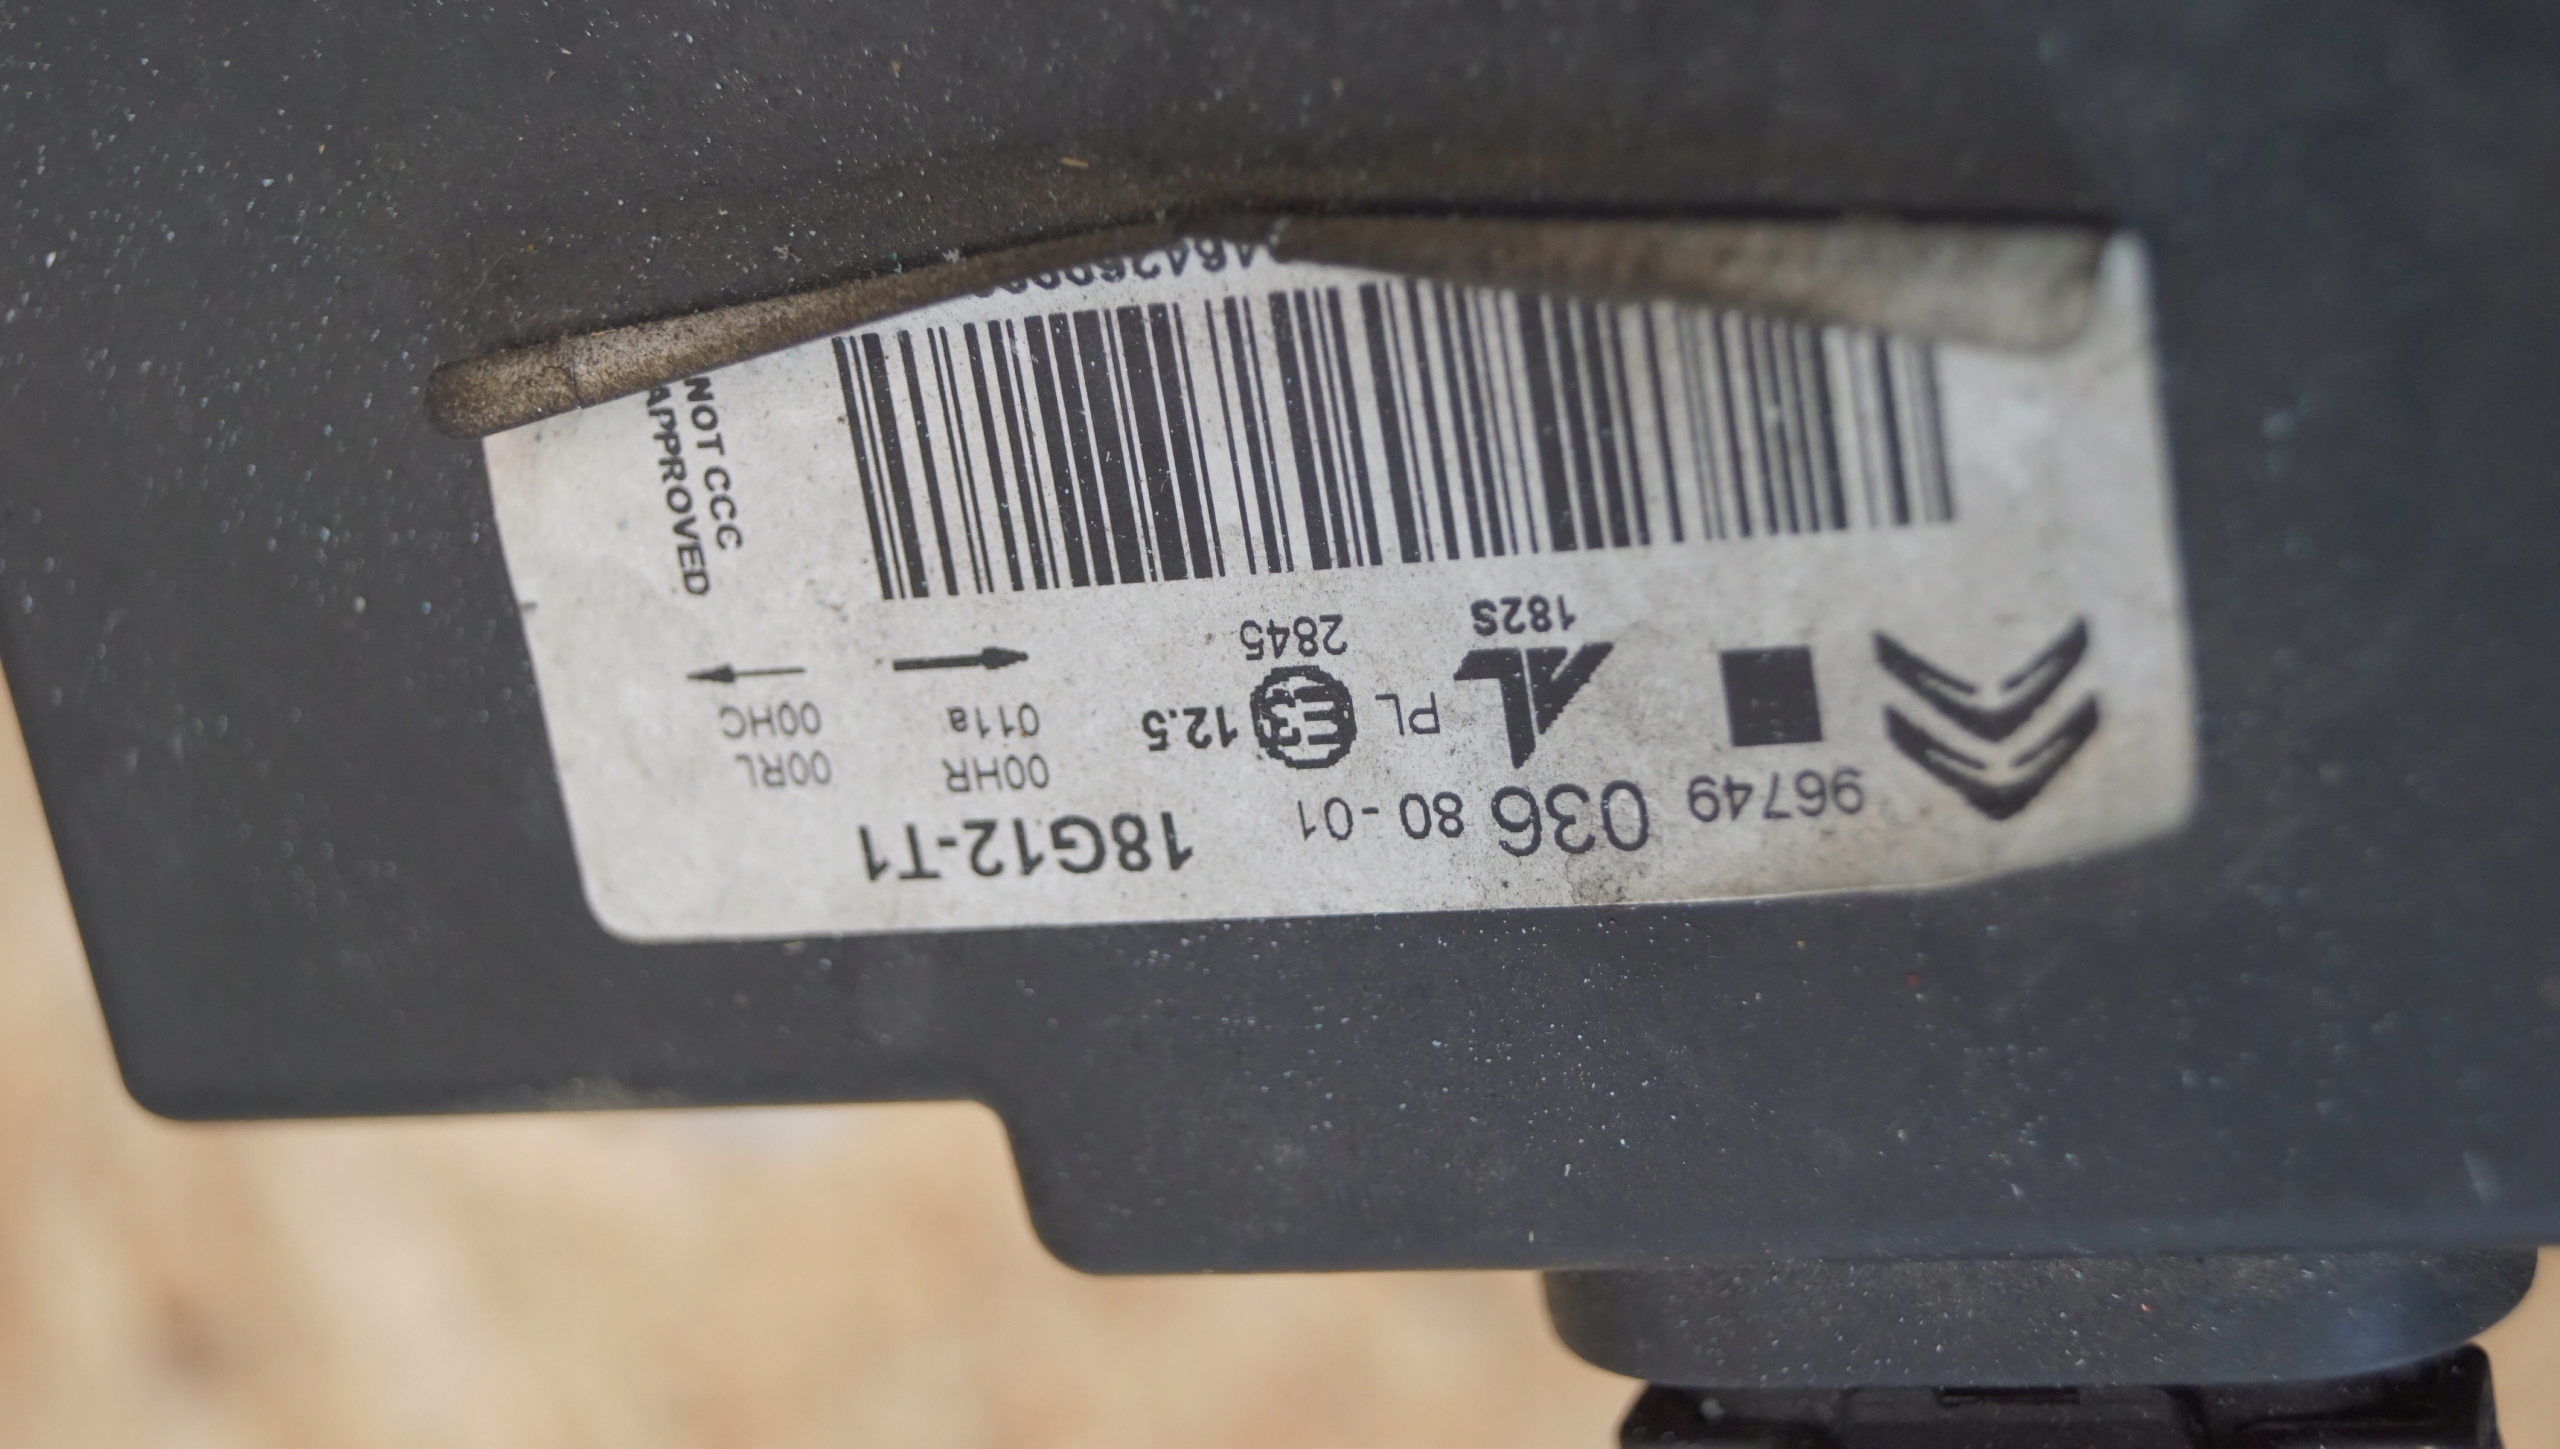 96749 036 80 -01 18G12-T1
00HR 00RL
011a 00HC
AL PL E3 12.5
182S 2845
NOT CCC
APPROVED